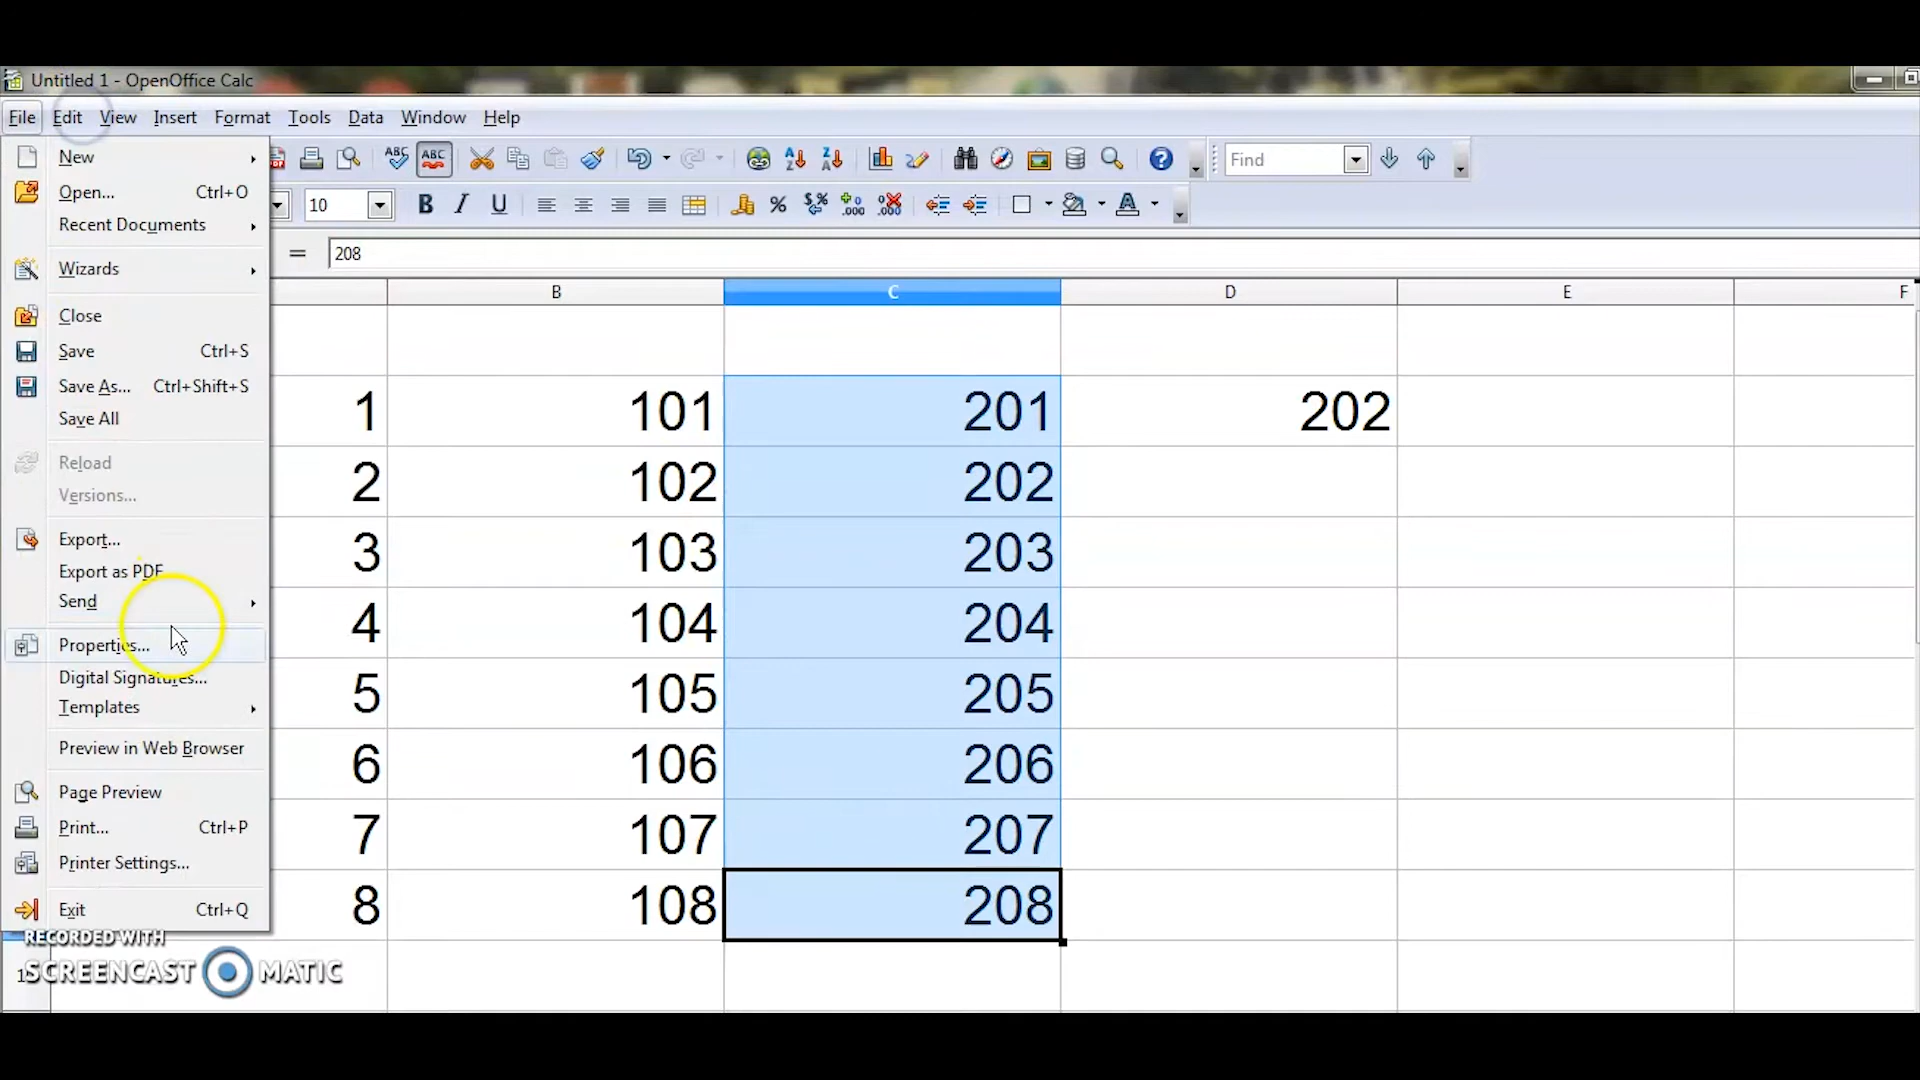 Untitled 1 - OpenOffice Calc
File Edit View Insert Format Tools Data Window Help
New
Open... Ctrl+O
Recent Documents
Wizards
Close
Save Ctrl+S
Save As... Ctrl+Shift+S
Save All
Reload
Versions...
Export...
Export as PDF
Send
Properties...
Digital Signatures...
Templates
Preview in Web Browser
Page Preview
Print... Ctrl+P
Printer Settings...
Exit Ctrl+Q
ABC ABC Find
10 B I U
= 208
B C D E F
1 101 201 202
2 102 202
3 103 203
4 104 204
5 105 205
6 106 206
7 107 207
8 108 208
RECORDED WITH
SCREENCAST MATIC